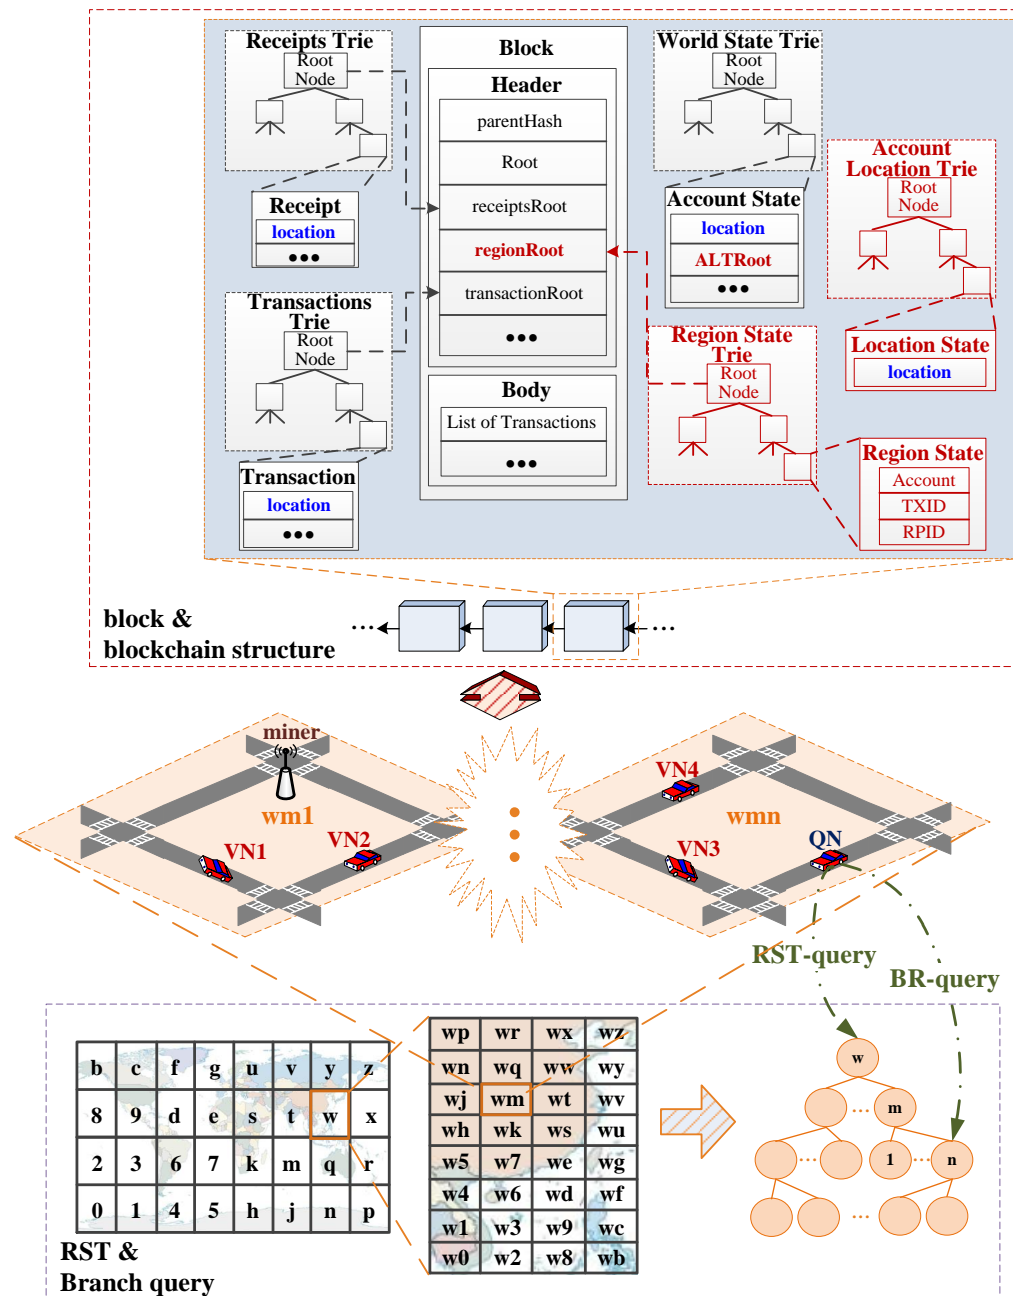 Receipts Trie
Root
Node
Receipt
location
●●●
Transactions
Trie
Root
Node
Transaction
location
●●●
Block
Header
parentHash
Root
receiptsRoot
regionRoot
transactionRoot
●●●
Body
List of Transactions
●●●
World State Trie
Root
Node
Account State
location
ALTRoot
●●●
Account
Location Trie
Root
Node
Location State
location
Region State
Trie
Root
Node
Region State
Account
TXID
RPID
block &
blockchain structure
... ...
miner
wm1
VN1
VN2
VN4
wmn
VN3
QN
RST-query
BR-query
b c f g u v y z
8 9 d e s t w x
2 3 6 7 k m q r
0 1 4 5 h j n p
wp wr wx wz
wn wq ww wy
wj wm wt wv
wh wk ws wu
w5 w7 we wg
w4 w6 wd wf
w1 w3 w9 wc
w0 w2 w8 wb
w
... m
... 1 ... n
...
RST &
Branch query